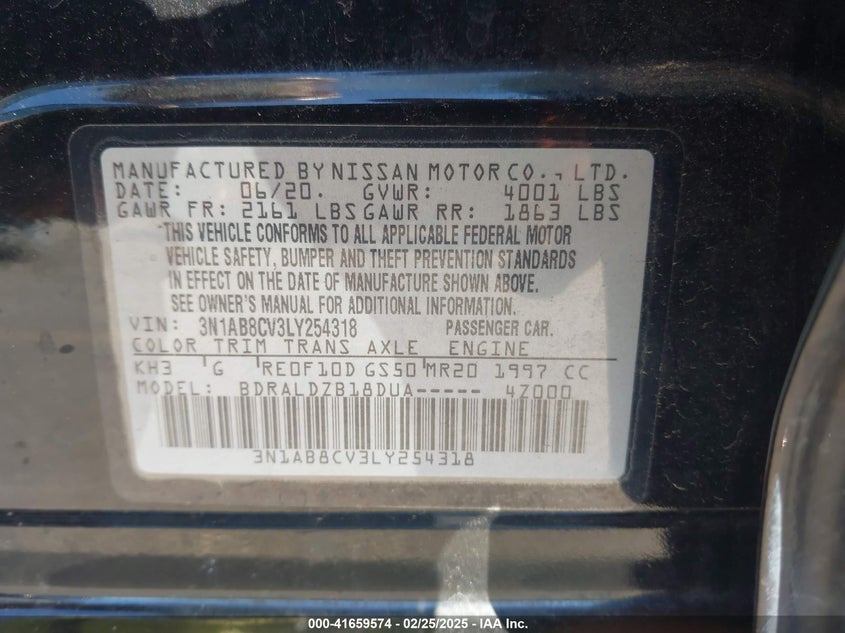 MANUFACTURED BY NISSAN MOTOR CO., LTD.
DATE: 06/20. GVWR: 4001 LBS
GAWR FR: 2161 LBS GAWR RR: 1863 LBS
THIS VEHICLE CONFORMS TO ALL APPLICABLE FEDERAL MOTOR
VEHICLE SAFETY, BUMPER AND THEFT PREVENTION STANDARDS
IN EFFECT ON THE DATE OF MANUFACTURE SHOWN ABOVE.
SEE OWNER'S MANUAL FOR ADDITIONAL INFORMATION.
VIN: 3N1AB8CV3LY254318 PASSENGER CAR.
COLOR TRIM TRANS AXLE ENGINE
KH3 G RE0F10D GS50 MR20 1997 CC
MODEL: BDRALDZB18DUA----- 4Z000
3N1AB8CV3LY254318
000-41659574 — 02/25/2025 — IAA Inc.